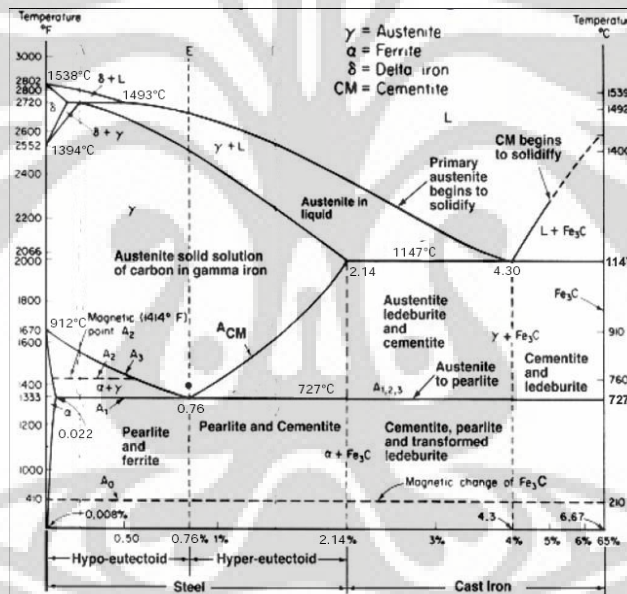 Temperature
°F
E
γ = Austenite
α = Ferrite
δ = Delta iron
CM = Cementite
Temperature
°C
3000
2802
2800
2720
2600
2552
2400
2200
2066
2000
1800
1670
1600
1400
1333
1200
1000
410
1538°C
δ + L
1493°C
δ
δ + γ
1394°C
γ + L
L
CM begins
to solidiffy
Primary
austenite
begins to
solidify
Austenite in
liquid
L + Fe₃C
γ
Austenite solid solution
of carbon in gamma iron
1147°C
2.14
4.30
Fe₃C
912°C
Magnetic (1414° F)
point A₂
A₂
A₃
ACM
Austentite
ledeburite
and
cementite
γ + Fe₃C
Cementite
and
ledeburite
α+γ
727°C
A₁,₂,₃
Austenite
to pearlite
α
A₁
0.76
0.022
Pearlite
and
ferrite
Pearlite and Cementite
Cementite, pearlite
and transformed
ledeburite
α + Fe₃C
A₀
Magnetic change of Fe₃C
0,008%
4.3
6,67
1539
1492
1400
1147
910
760
727
210
0.50
0.76%
1%
2.14%
3%
4%
5%
6%
65%
Hypo-eutectoid
Hyper-eutectoid
Steel
Cast Iron